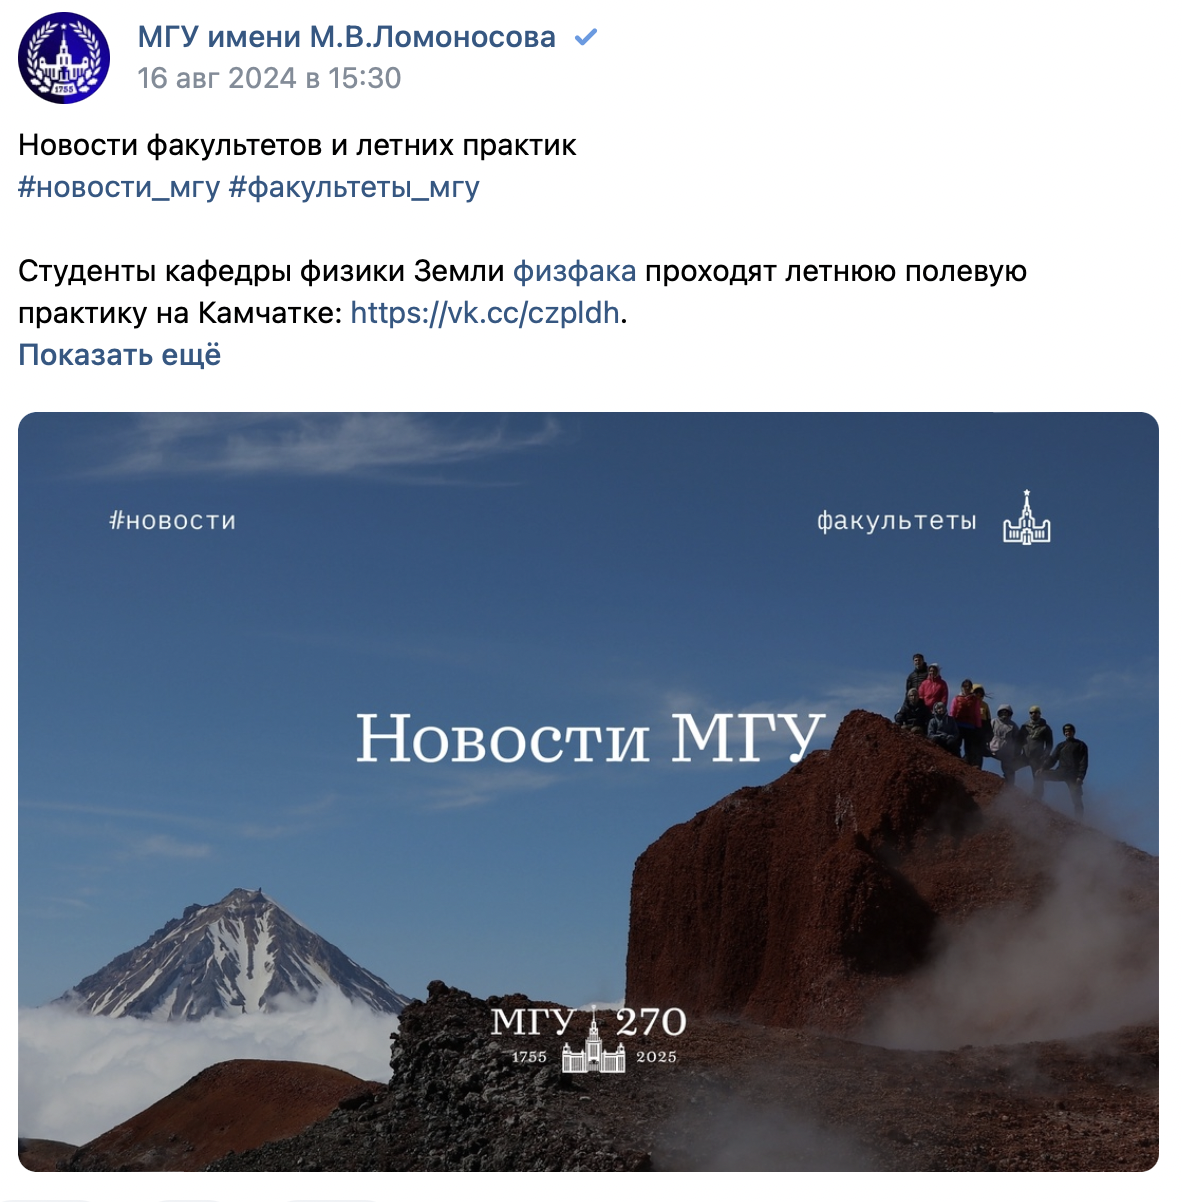 МГУ имени М.В.Ломоносова
16 авг 2024 в 15:30
1755
Новости факультетов и летних практик
#новости_мгу #факультеты_мгу
Студенты кафедры физики Земли физфака проходят летнюю полевую
практику на Камчатке: https://vk.cc/czpldh.
Показать ещё
#новости
факультеты
Новости МГУ
МГУ 270
1755 2025